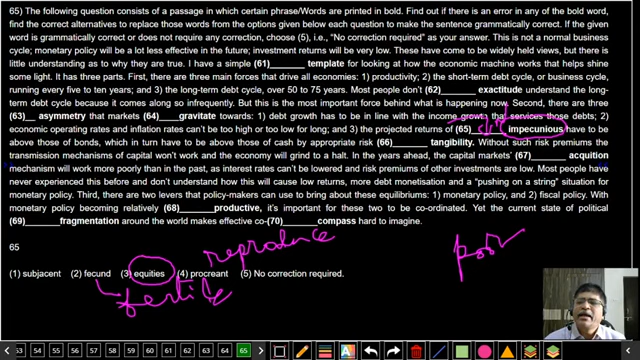 65) The following question consists of a passage in which certain phrase/Words are printed in bold. Find out if there is an error in any of the bold word,
find the correct alternatives to replace those words from the options given below each question to make the sentence grammatically correct. If the given
word is grammatically correct or does not require any correction, choose (5), i.e., "No correction required" as your answer. This is not a normal business
cycle; monetary policy will be a lot less effective in the future; investment returns will be very low. These have come to be widely held views, but there is
little understanding as to why they are true. I have a simple (61)______ template for looking at how the economic machine works that helps shine
some light. It has three parts. First, there are three main forces that drive all economies: 1) productivity; 2) the short-term debt cycle, or business cycle,
running every five to ten years; and 3) the long-term debt cycle, over 50 to 75 years. Most people don't (62)______ exactitude understand the long-
term debt cycle because it comes along so infrequently. But this is the most important force behind what is happening now. Second, there are three
(63)__ asymmetry that markets (64)______ gravitate towards: 1) debt growth has to be in line with the income growth that services those debts; 2)
economic operating rates and inflation rates can't be too high or too low for long; and 3) the projected returns of (65) impecunious have to be
above those of bonds, which in turn have to be above those of cash by appropriate risk (66)______ tangibility. Without such risk premiums the
transmission mechanisms of capital won't work and the economy will grind to a halt. In the years ahead, the capital markets' (67)______ acquition
mechanism will work more poorly than in the past, as interest rates can't be lowered and risk premiums of other investments are low. Most people have
never experienced this before and don't understand how this will cause low returns, more debt monetisation and a "pushing on a string" situation for
monetary policy. Third, there are two levers that policy-makers can use to bring about these equilibriums: 1) monetary policy, and 2) fiscal policy. With
monetary policy becoming relatively (68)______ productive, it's important for these two to be co-ordinated. Yet the current state of political
(69)______ fragmentation around the world makes effective co-(70)______ compass hard to imagine.
65
reproduce
poor
(1) subjacent (2) fecund (3) equities (4) procreant (5) No correction required.
fertile
53 54 55 56 57 58 59 60 61 62 63 64 65